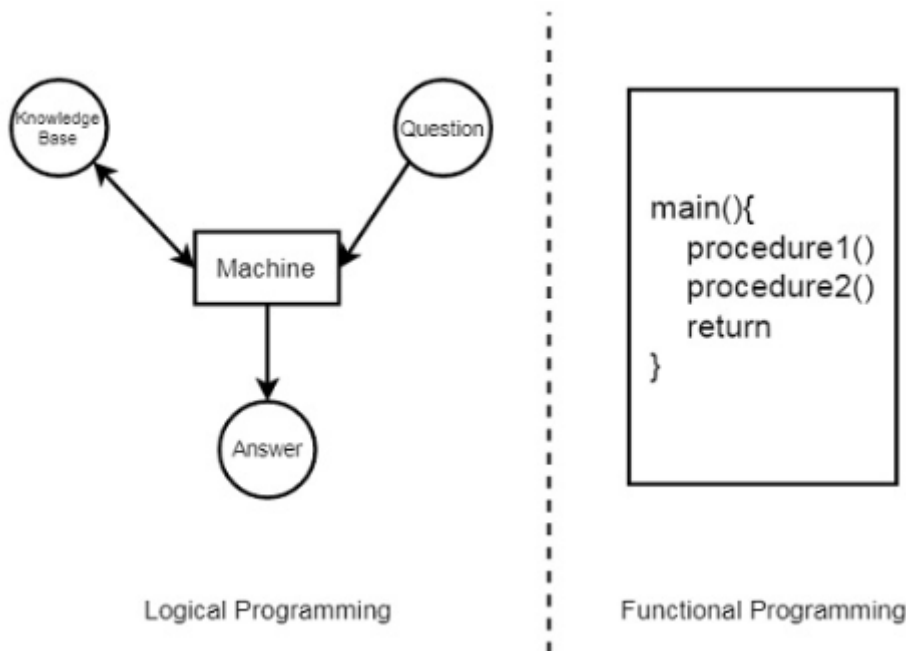 Knowledge
Base
Question
Machine
Answer
Logical Programming
main(){
procedure1()
procedure2()
return
}
Functional Programming